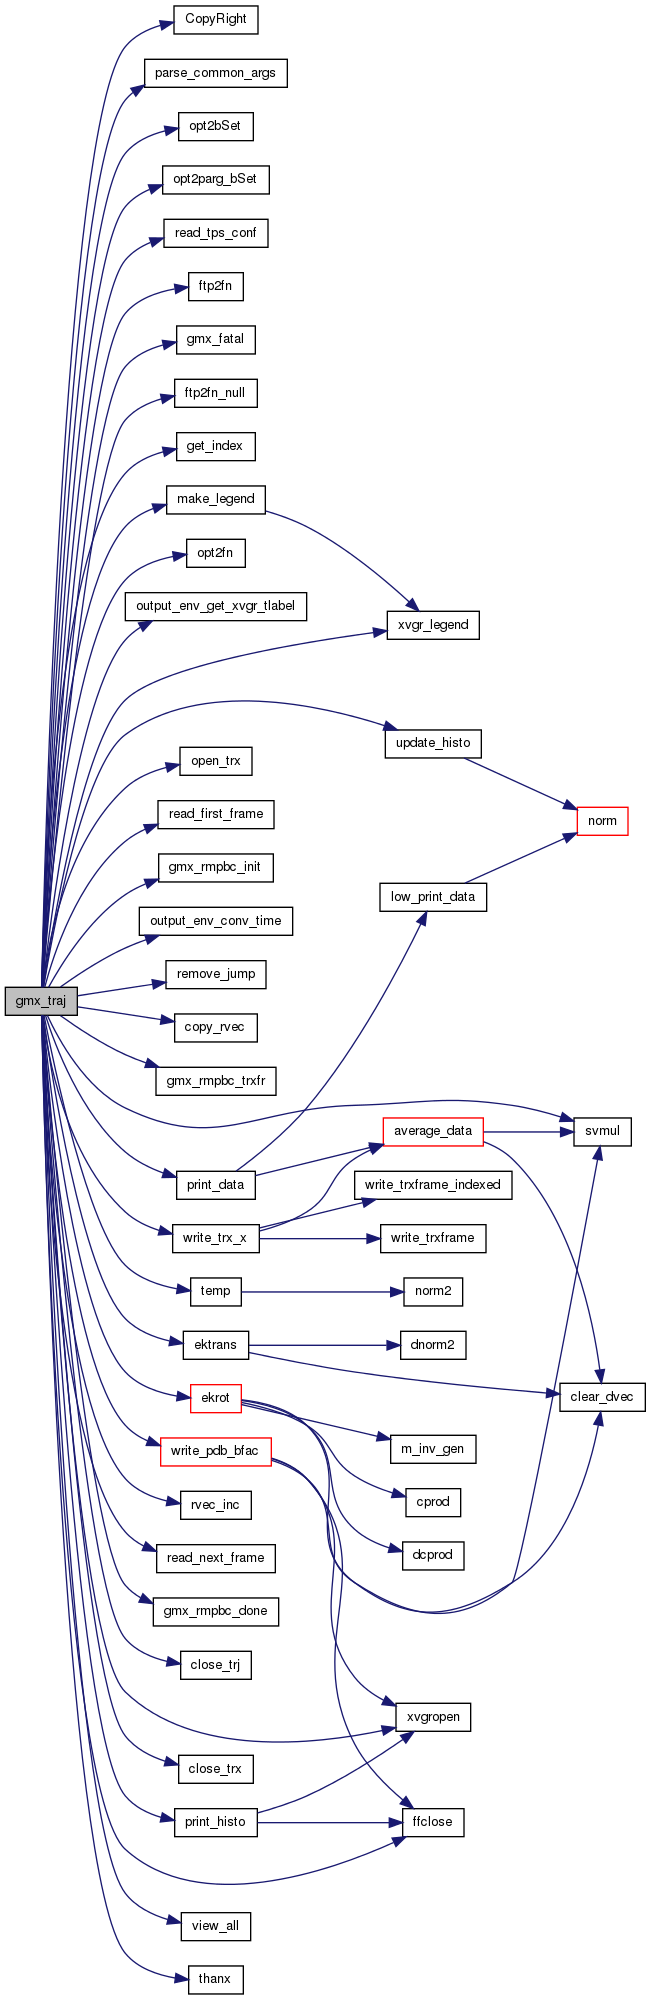 CopyRight
parse_common_args
opt2bSet
opt2parg_bSet
read_tps_conf
ftp2fn
gmx_fatal
ftp2fn_null
get_index
make_legend
opt2fn
output_env_get_xvgr_tlabel
xvgr_legend
update_histo
open_trx
read_first_frame
norm
gmx_rmpbc_init
low_print_data
output_env_conv_time
remove_jump
gmx_traj
copy_rvec
gmx_rmpbc_trxfr
average_data
svmul
print_data
write_trxframe_indexed
write_trx_x
write_trxframe
temp
norm2
ektrans
dnorm2
ekrot
clear_dvec
write_pdb_bfac
m_inv_gen
rvec_inc
cprod
read_next_frame
dcprod
gmx_rmpbc_done
close_trj
xvgropen
close_trx
print_histo
ffclose
view_all
thanx